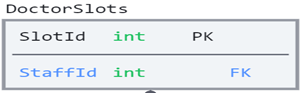 DoctorSlots
SlotId int PK
StaffId int FK